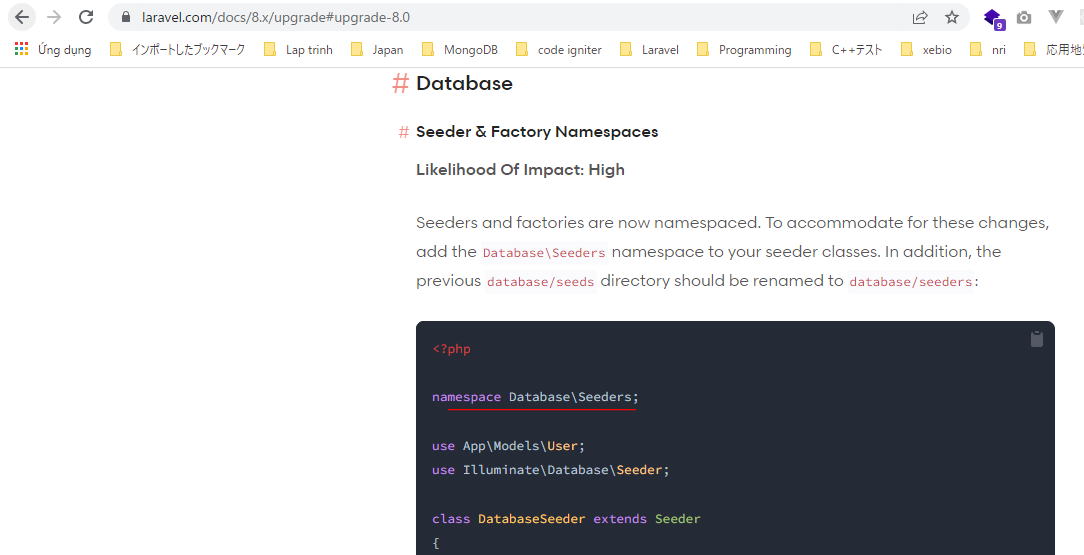 laravel.com/docs/8.x/upgrade#upgrade-8.0
9
Ứng dụng インポートしたブックマーク Lap trinh Japan MongoDB code igniter Laravel Programming C++テスト xebio nri
# Database
# Seeder & Factory Namespaces
Likelihood Of Impact: High
Seeders and factories are now namespaced. To accommodate for these changes,
add the Database\Seeders namespace to your seeder classes. In addition, the
previous database/seeds directory should be renamed to database/seeders:
<?php
namespace Database\Seeders;
use App\Models\User;
use Illuminate\Database\Seeder;
class DatabaseSeeder extends Seeder
{